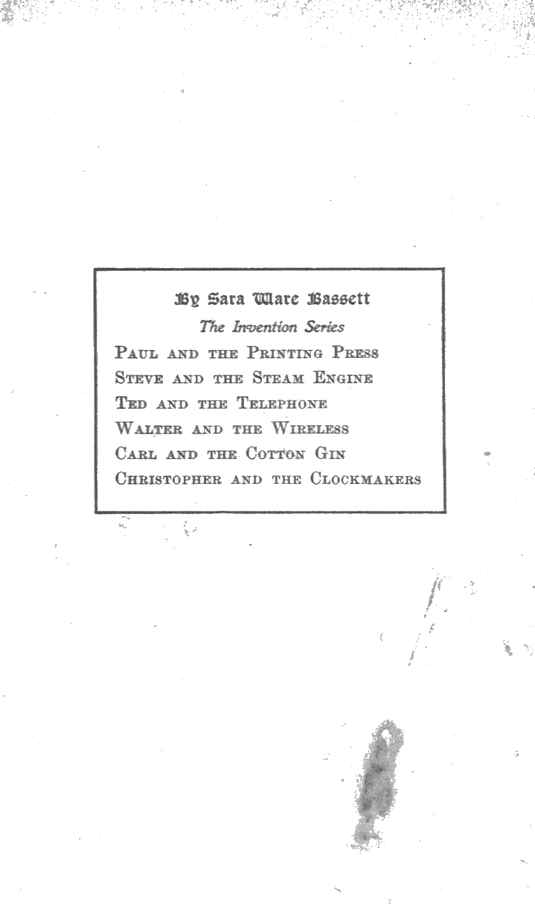 By Sara Ware Bassett
The Invention Series
Paul and the Printing Press
Steve and the Steam Engine
Ted and the Telephone
Walter and the Wireless
Carl and the Cotton Gin
Christopher and the Clockmakers